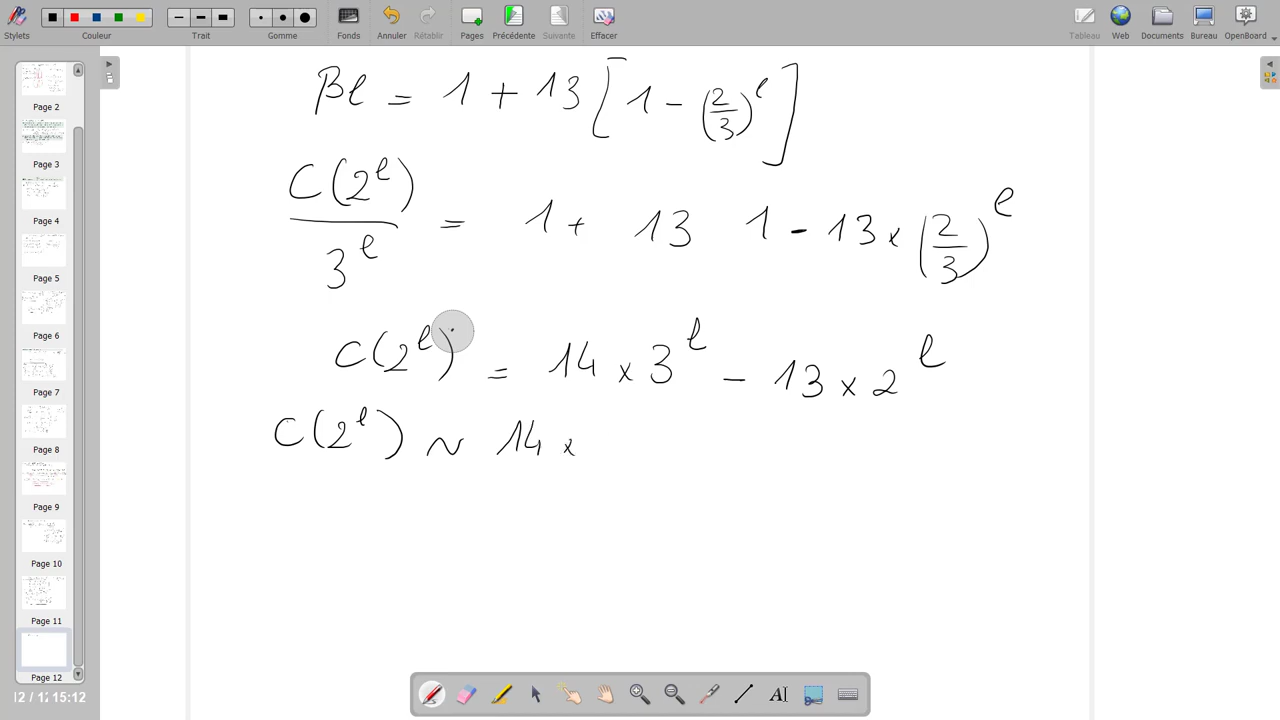 Stylets Couleur Trait Gomme Fonds Annuler Rétablir Pages Précédente Suivante Effacer Tableau Web Documents Bureau OpenBoard
βl = 1 + 13 [1 - (2/3)^l]
C(2^l)/3^l = 1 + 13 1 - 13 × (2/3)^l
C(2^l) = 14 × 3^l - 13 × 2^l
C(2^l) ~ 14 ×
Page 2
Page 3
Page 4
Page 5
Page 6
Page 7
Page 8
Page 9
Page 10
Page 11
Page 12
15:12